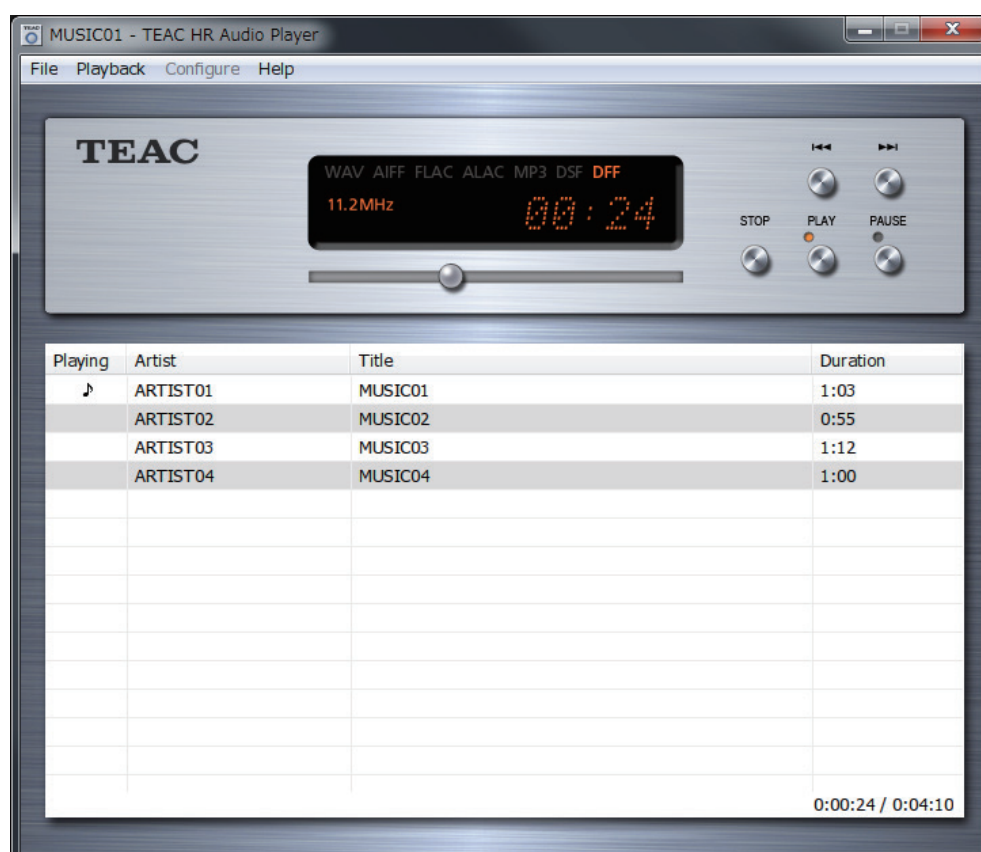 MUSIC01 - TEAC HR Audio Player
File Playback Configure Help
TEAC
WAV AIFF FLAC ALAC MP3 DSF DFF
11.2MHz 00:24
STOP PLAY PAUSE
Playing Artist Title Duration
♪ ARTIST01 MUSIC01 1:03
ARTIST02 MUSIC02 0:55
ARTIST03 MUSIC03 1:12
ARTIST04 MUSIC04 1:00
0:00:24 / 0:04:10